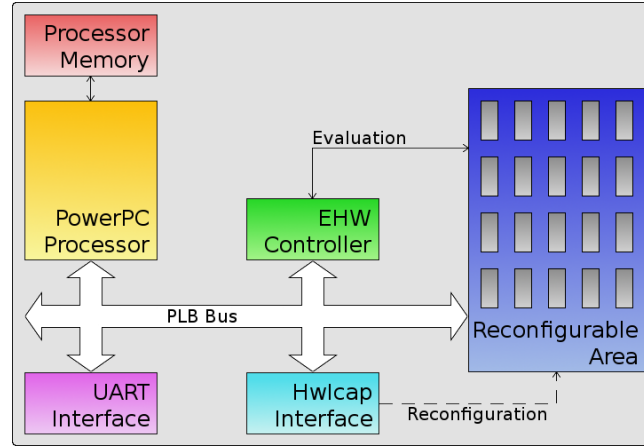 Processor
Memory
PowerPC
Processor
Evaluation
EHW
Controller
PLB Bus
Reconfigurable
Area
UART
Interface
HwIcap
Interface
Reconfiguration